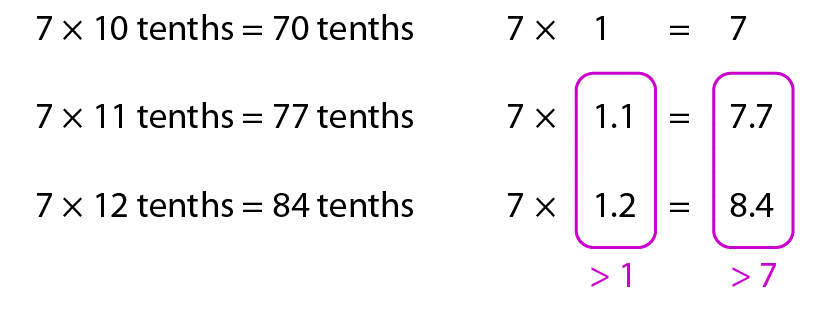 7 × 10 tenths = 70 tenths 7 × 1 = 7
7 × 11 tenths = 77 tenths 7 × 1.1 = 7.7
7 × 12 tenths = 84 tenths 7 × 1.2 = 8.4
> 1 > 7